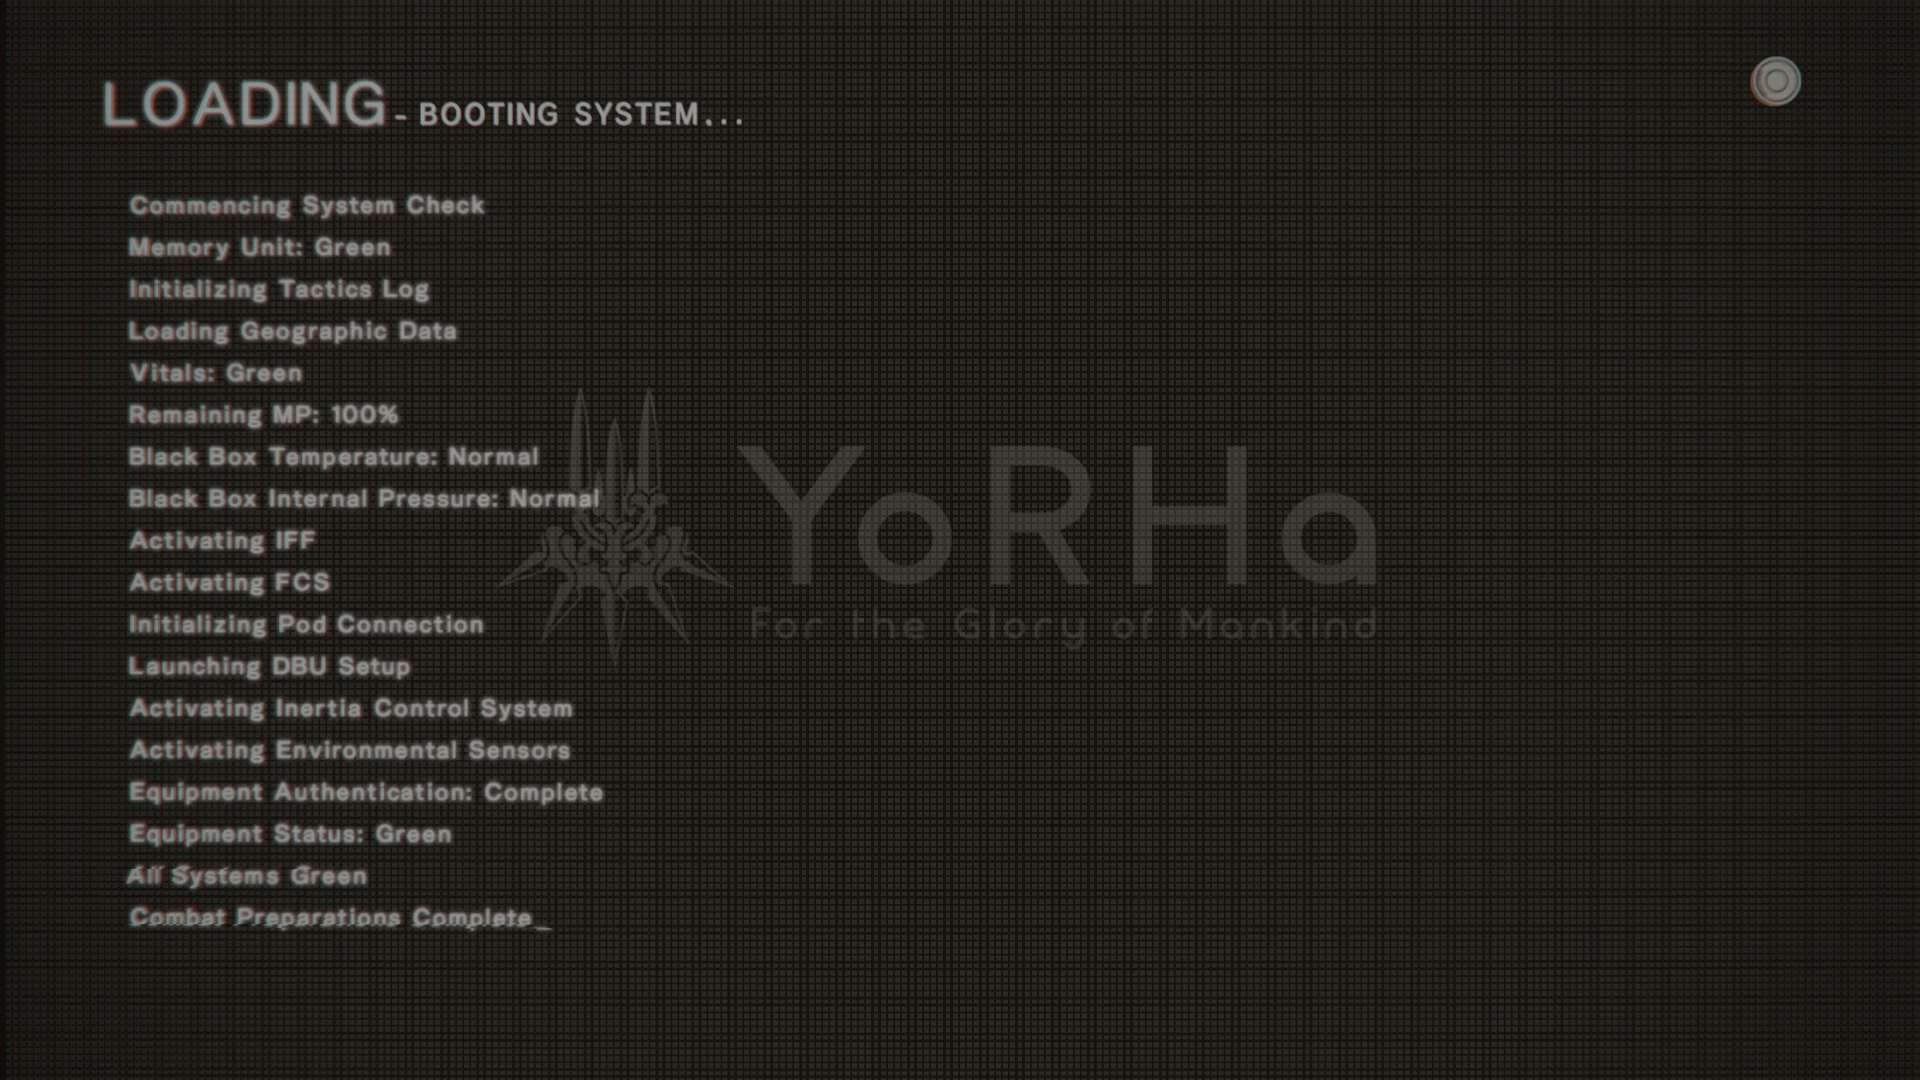 LOADING - BOOTING SYSTEM...
Commencing System Check
Memory Unit: Green
Initializing Tactics Log
Loading Geographic Data
Vitals: Green
Remaining MP: 100%
Black Box Temperature: Normal
Black Box Internal Pressure: Normal
Activating IFF
Activating FCS
Initializing Pod Connection
Launching DBU Setup
Activating Inertia Control System
Activating Environmental Sensors
Equipment Authentication: Complete
Equipment Status: Green
All Systems Green
Combat Preparations Complete_
YoRHa
For the Glory of Mankind